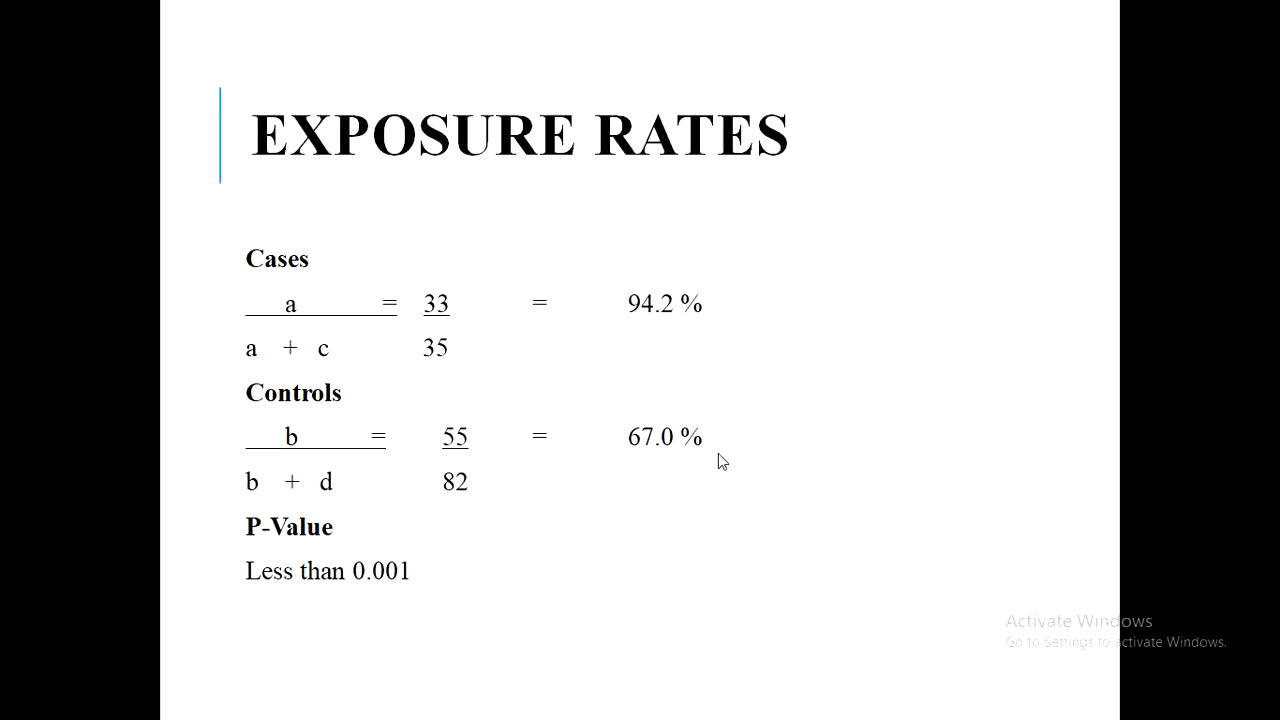 EXPOSURE RATES
Cases
a = 33 = 94.2 %
a + c 35
Controls
b = 55 = 67.0 %
b + d 82
P-Value
Less than 0.001
Activate Windows
Go to Settings to activate Windows.